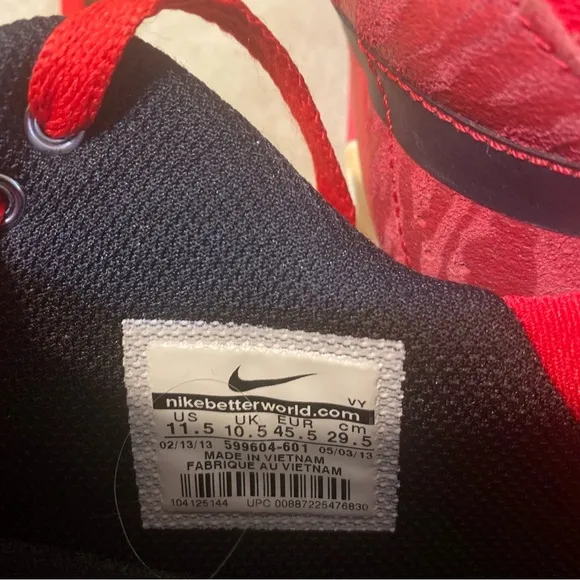 VY
nikebetterworld.com
US UK EUR cm
11.5 10.5 45.5 29.5
02/13/13 599604-601 05/03/13
MADE IN VIETNAM
FABRIQUE AU VIETNAM
104125144 UPC 00887225476830